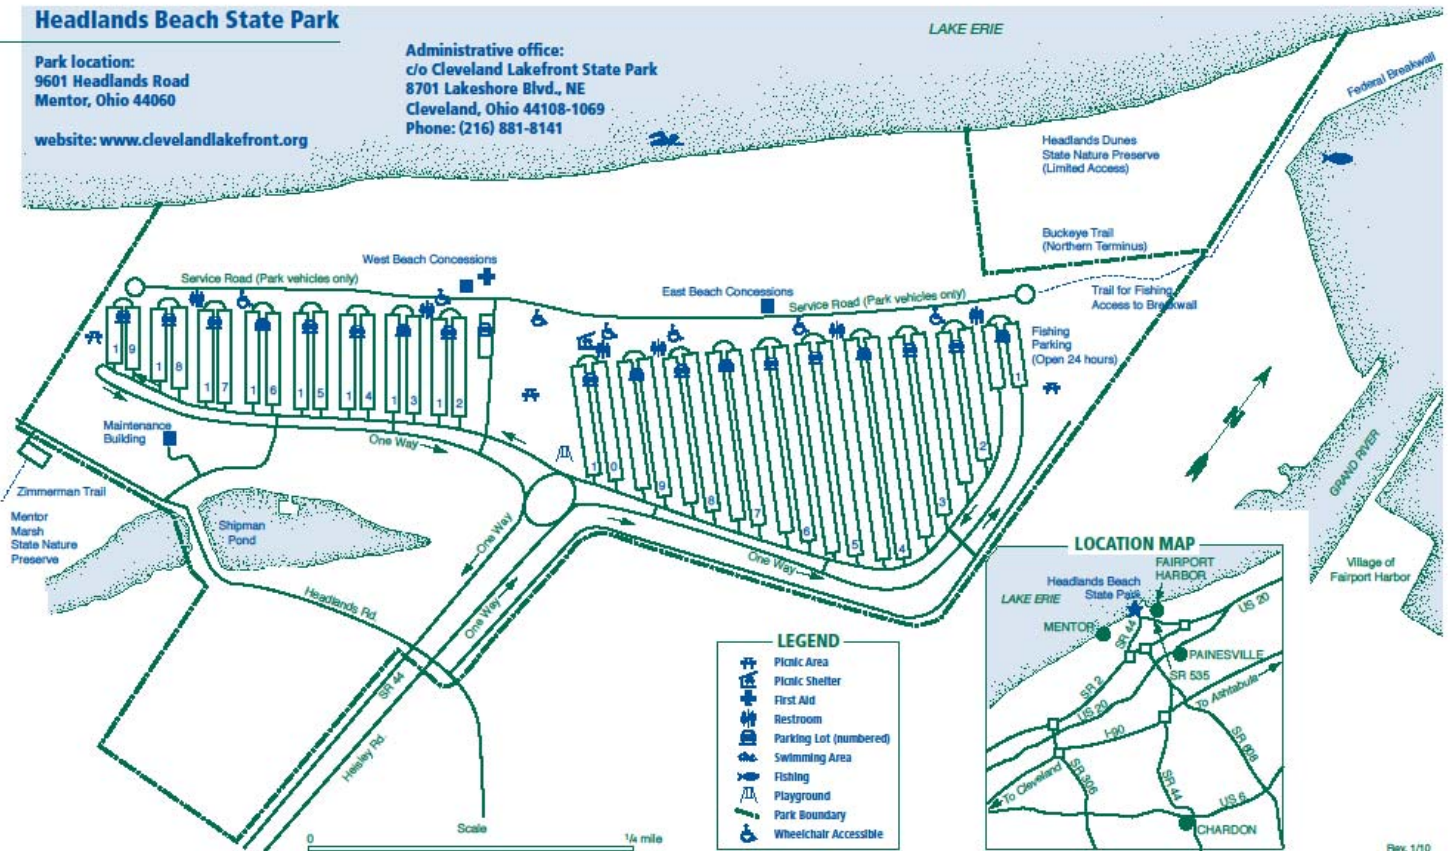 Headlands Beach State Park
Park location:
9601 Headlands Road
Mentor, Ohio 44060
website: www.clevelandlakefront.org
Administrative office:
c/o Cleveland Lakefront State Park
8701 Lakeshore Blvd., NE
Cleveland, Ohio 44108-1069
Phone: (216) 881-8141
LAKE ERIE
Federal Breakwall
Headlands Dunes
State Nature Preserve
(Limited Access)
Buckeye Trail
(Northern Terminus)
Trail for Fishing
Access to Breakwall
West Beach Concessions
Service Road (Park vehicles only)
East Beach Concessions
Service Road (Park vehicles only)
Fishing
Parking
(Open 24 hours)
19
18
17
16
15
14
13
12
10
9
8
7
6
5
4
3
2
1
Maintenance
Building
One Way
Zimmerman Trail
Mentor
Marsh
State Nature
Preserve
Shipman
Pond
One Way
One Way
One Way
Headlands Rd.
SR 44
Heisley Rd.
N
GRAND RIVER
Village of
Fairport Harbor
LEGEND
Picnic Area
Picnic Shelter
First Aid
Restroom
Parking Lot (numbered)
Swimming Area
Fishing
Playground
Park Boundary
Wheelchair Accessible
LOCATION MAP
FAIRPORT
HARBOR
Headlands Beach
State Park
LAKE ERIE
US 20
MENTOR
SR 44
PAINESVILLE
SR 535
SR 2
To Ashtabula
US 20
I-90
SR 608
To Cleveland
SR 306
SR 44
US 6
CHARDON
Scale
0
1/4 mile
Rev. 1/10